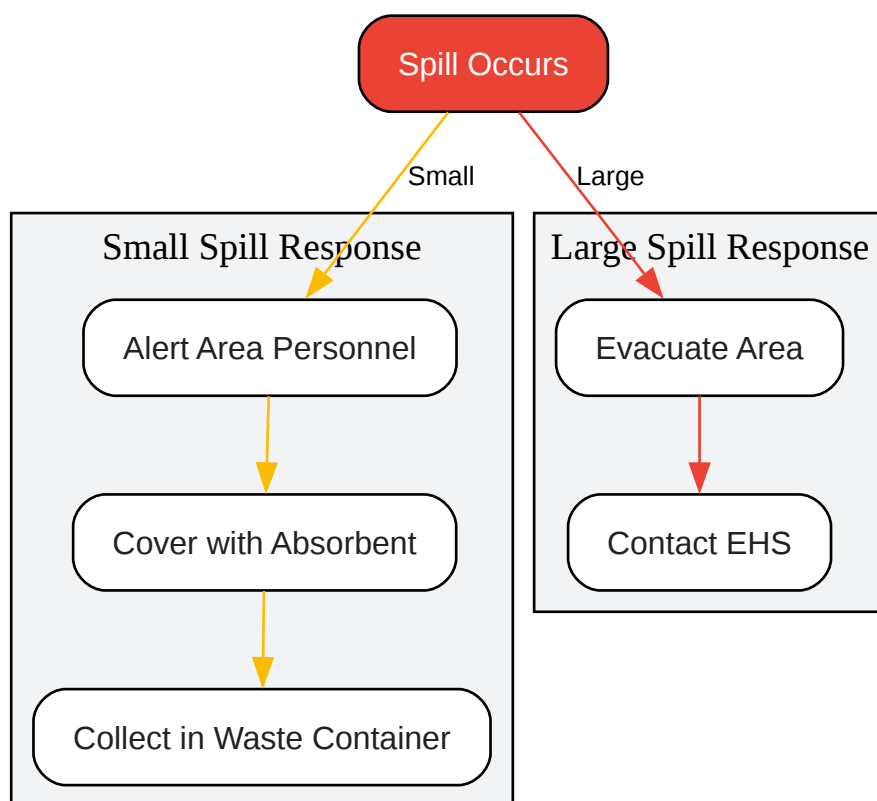 Spill Occurs
Small
Large
Small Spill Response
Large Spill Response
Alert Area Personnel
Evacuate Area
Cover with Absorbent
Contact EHS
Collect in Waste Container